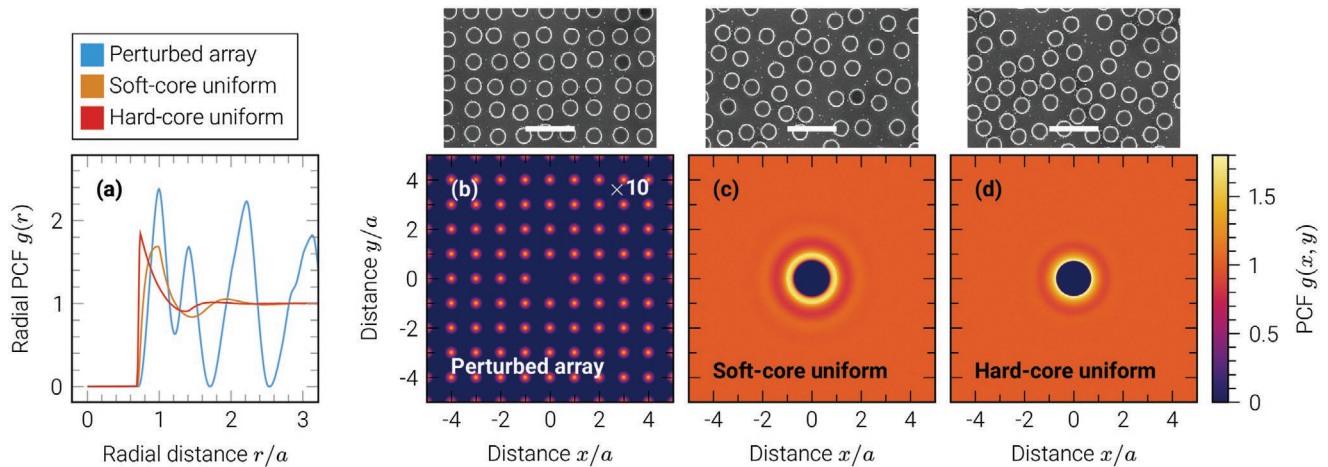 Perturbed array
Soft-core uniform
Hard-core uniform
(a)
Radial PCF g(r)
2
1
0
0 1 2 3
Radial distance r/a
(b)
×10
Perturbed array
Distance y/a
4
2
0
-2
-4
-4 -2 0 2 4
Distance x/a
(c)
Soft-core uniform
-4 -2 0 2 4
Distance x/a
(d)
Hard-core uniform
-4 -2 0 2 4
Distance x/a
1.5
1
0.5
0
PCF g(x, y)